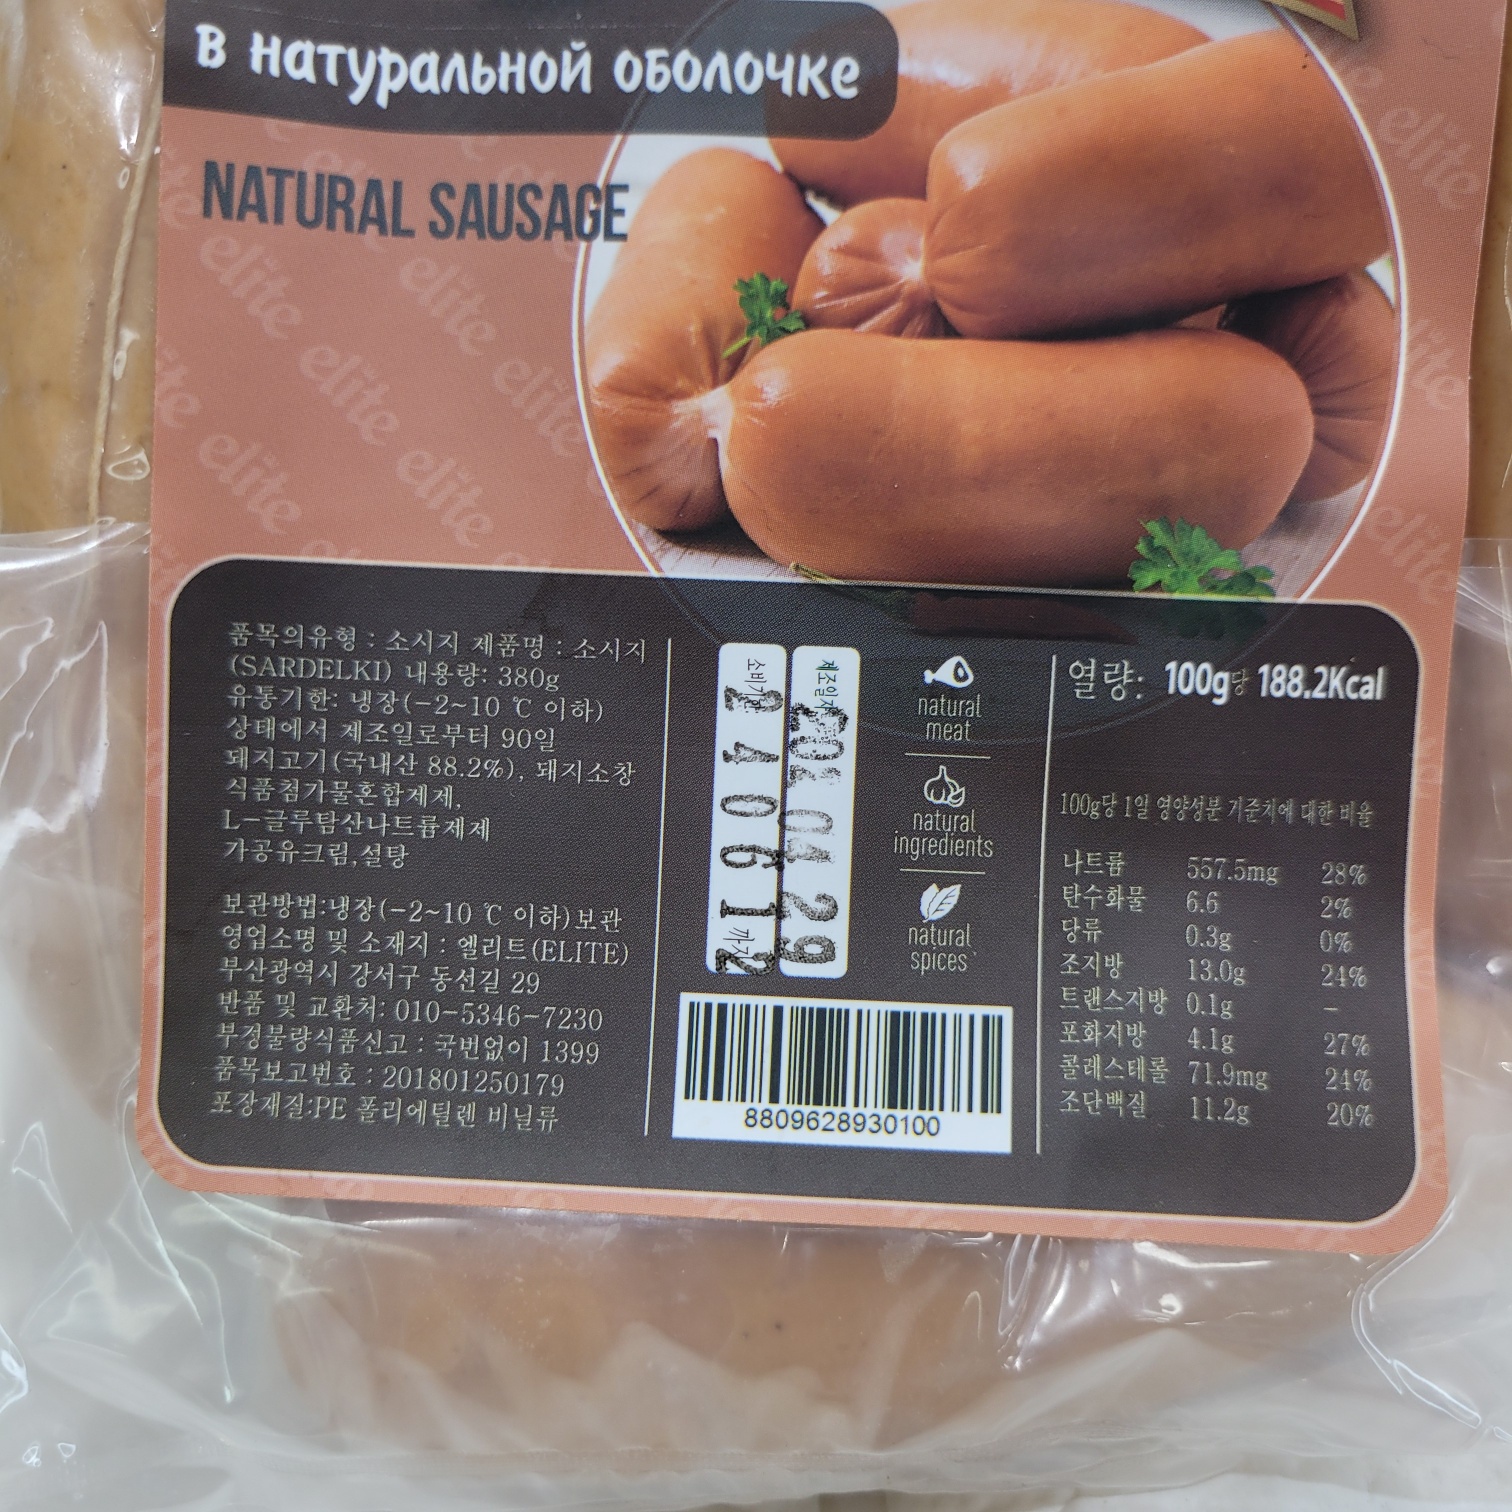 в натуральной оболочке
NATURAL SAUSAGE
품목의유형 : 소시지 제품명 : 소시지
(SARDELKI) 내용량: 380g
유통기한: 냉장(-2~10 ℃ 이하)
상태에서 제조일로부터 90일
돼지고기(국내산 88.2%), 돼지소창
식품첨가물혼합제제,
L-글루탐산나트륨제제
가공유크림,설탕
보관방법:냉장(-2~10 ℃ 이하)보관
영업소명 및 소재지 : 엘리트(ELITE)
부산광역시 강서구 동선길 29
반품 및 교환처: 010-5346-7230
부정불량식품신고 : 국번없이 1399
품목보고번호 : 201801250179
포장재질:PE 폴리에틸렌 비닐류
240612
까지
natural
meat
natural
ingredients
natural
spices
8809628930100
열량: 100g당 188.2Kcal
100g당 1일 영양성분 기준치에 대한 비율
나트륨 557.5mg 28%
탄수화물 6.6 2%
당류 0.3g 0%
조지방 13.0g 24%
트랜스지방 0.1g -
포화지방 4.1g 27%
콜레스테롤 71.9mg 24%
조단백질 11.2g 20%
elite